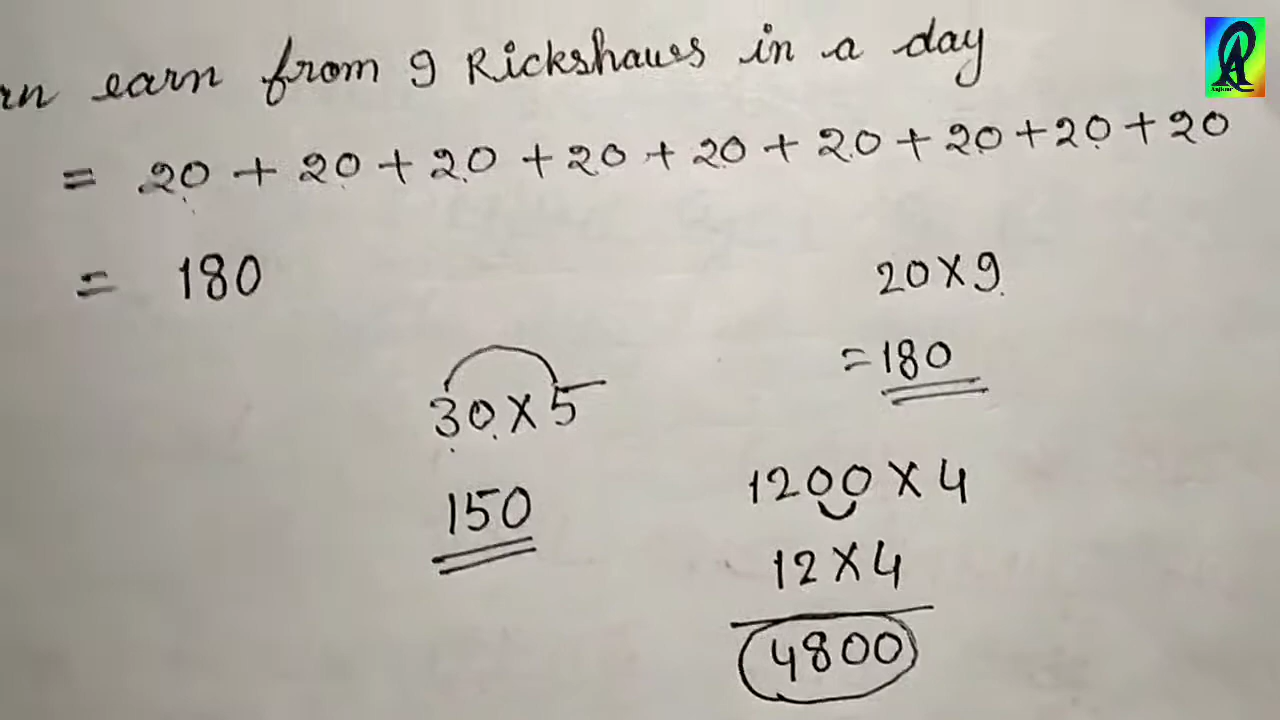 earn from 9 Rickshaws in a day
= 20 + 20 + 20 + 20 + 20 + 20 + 20 + 20 + 20
= 180
20 X 9
= 180
30 X 5
150
1200 X 4
12 X 4
4800